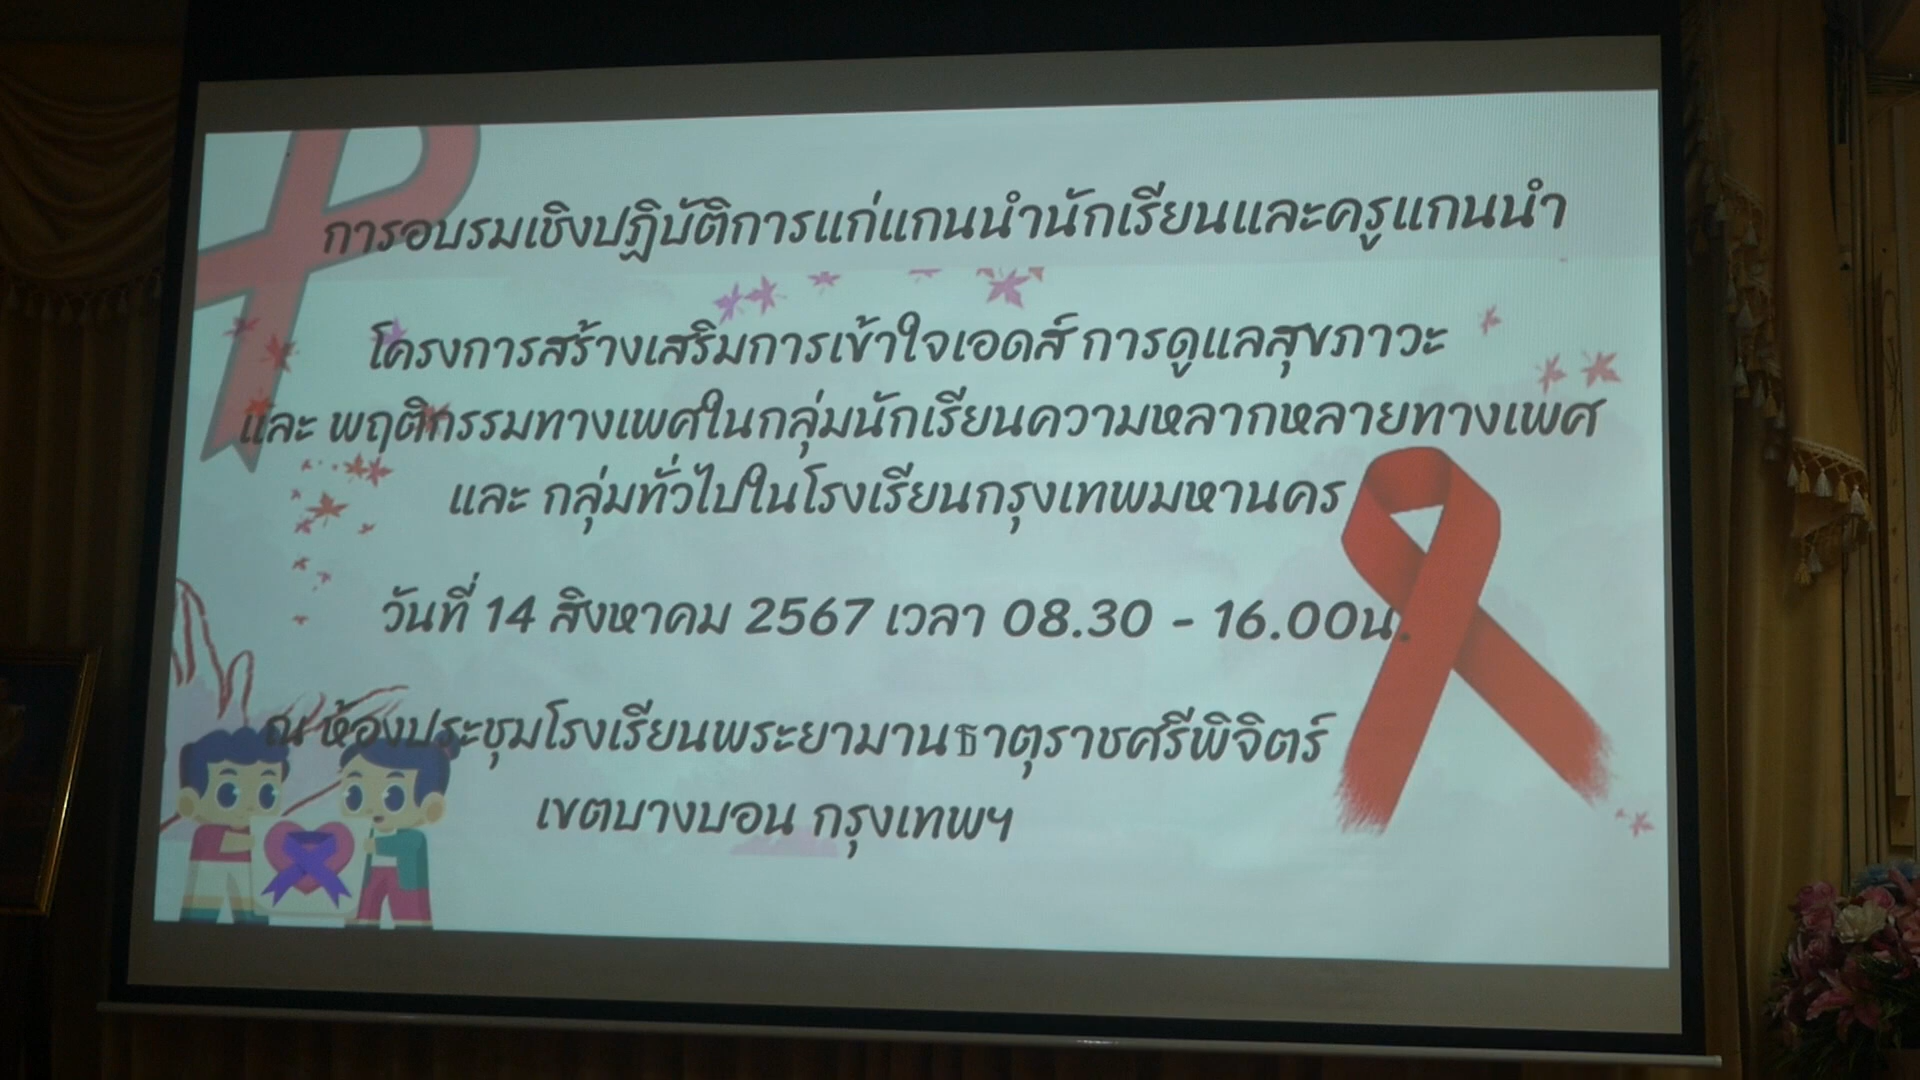 การอบรมเชิงปฏิบัติการแก่แกนนำนักเรียนและครูแกนนำ
โครงการสร้างเสริมการเข้าใจเอดส์ การดูแลสุขภาวะ
และ พฤติกรรมทางเพศในกลุ่มนักเรียนความหลากหลายทางเพศ
และ กลุ่มทั่วไปในโรงเรียนกรุงเทพมหานคร
วันที่ 14 สิงหาคม 2567 เวลา 08.30 - 16.00น.
ณ ห้องประชุมโรงเรียนพระยามานธาตุราชศรีพิจิตร์
เขตบางบอน กรุงเทพฯ